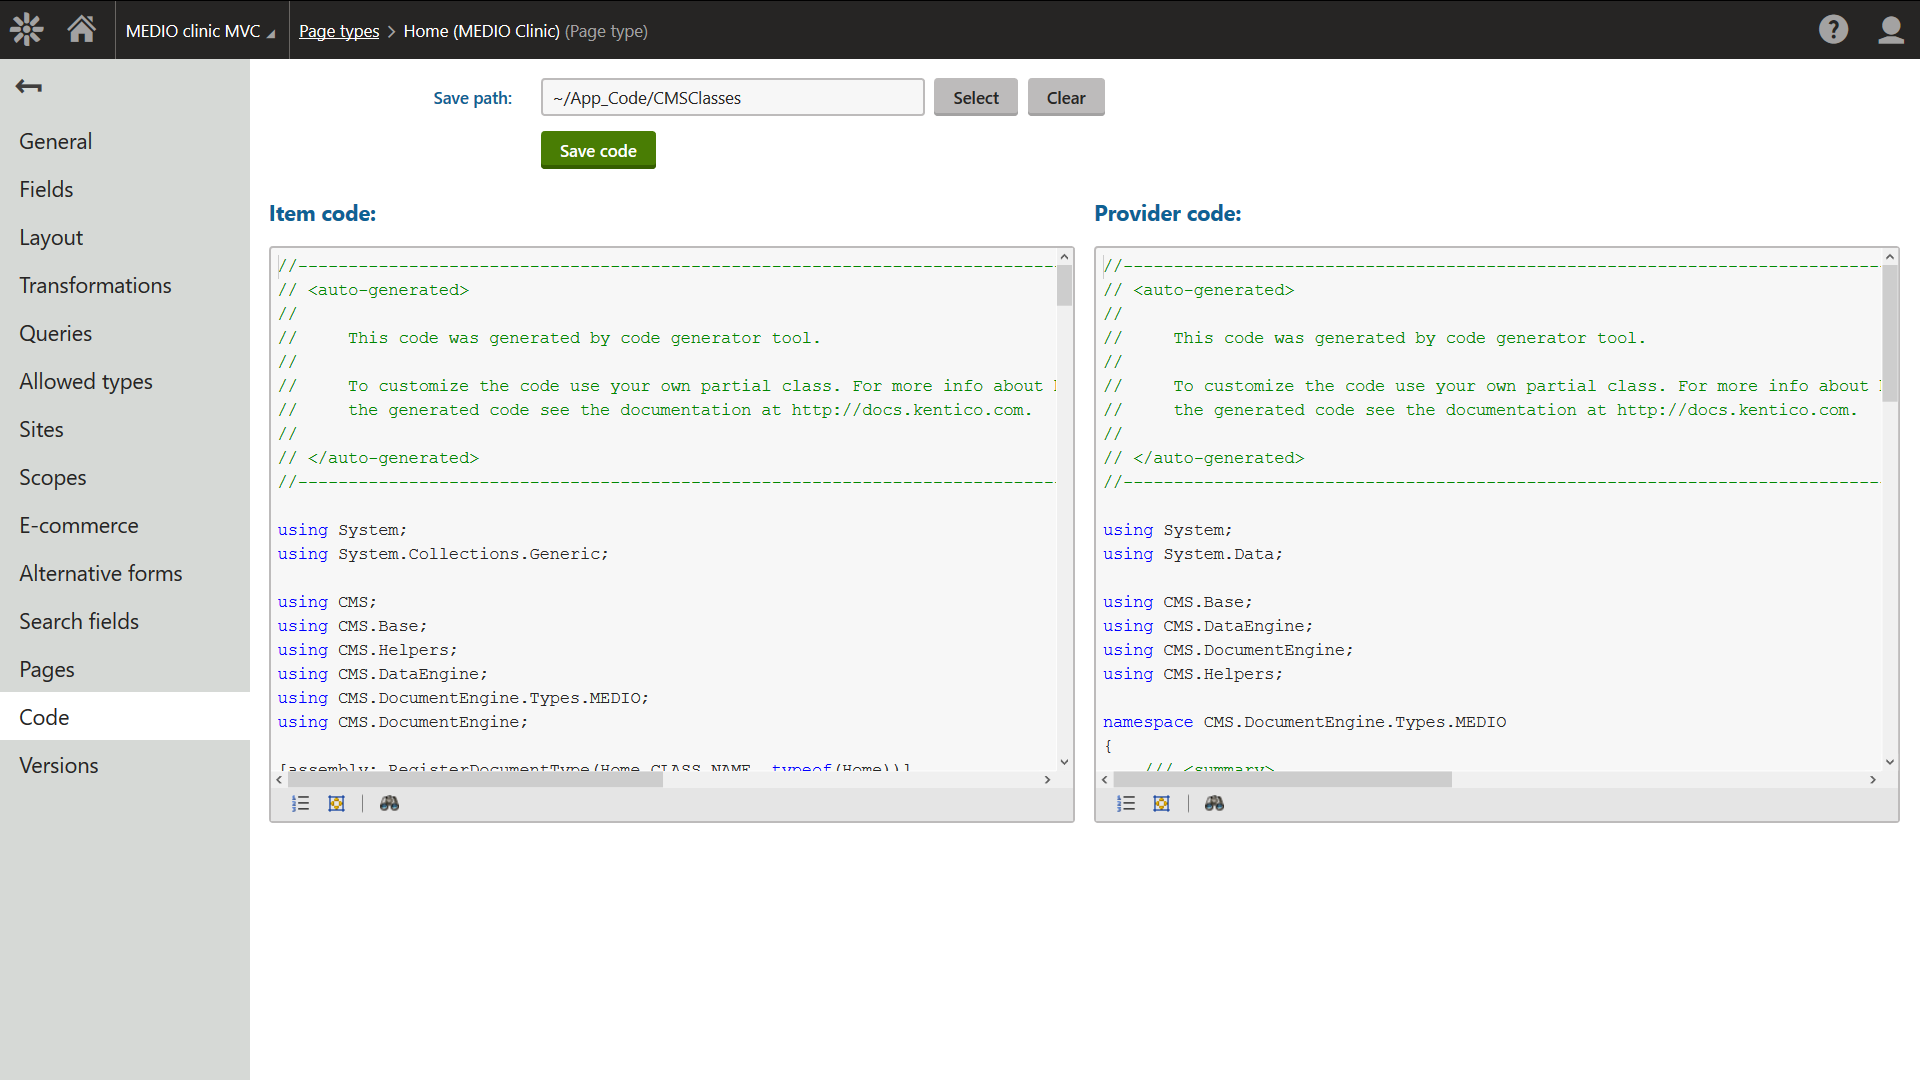 MEDIO clinic MVC
Page types > Home (MEDIO Clinic) (Page type)
?
General
Fields
Layout
Transformations
Queries
Allowed types
Sites
Scopes
E-commerce
Alternative forms
Search fields
Pages
Code
Versions
Save path: ~/App_Code/CMSClasses Select Clear
Save code
Item code:
//---------------------------------------------------------------------------
// <auto-generated>
//
//     This code was generated by code generator tool.
//
//     To customize the code use your own partial class. For more info about
//     the generated code see the documentation at http://docs.kentico.com.
//
// </auto-generated>
//---------------------------------------------------------------------------
using System;
using System.Collections.Generic;
using CMS;
using CMS.Base;
using CMS.Helpers;
using CMS.DataEngine;
using CMS.DocumentEngine.Types.MEDIO;
using CMS.DocumentEngine;
[assembly: RegisterDocumentType(Home.CLASS_NAME, typeof(Home))]
Provider code:
//---------------------------------------------------------------------------
// <auto-generated>
//
//     This code was generated by code generator tool.
//
//     To customize the code use your own partial class. For more info about
//     the generated code see the documentation at http://docs.kentico.com.
//
// </auto-generated>
//---------------------------------------------------------------------------
using System;
using System.Data;
using CMS.Base;
using CMS.DataEngine;
using CMS.DocumentEngine;
using CMS.Helpers;
namespace CMS.DocumentEngine.Types.MEDIO
{
/// <summary>